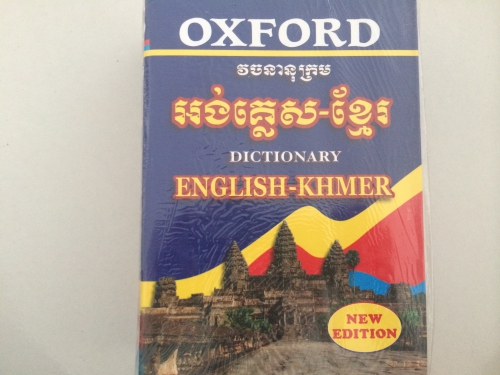 OXFORD
វចនានុក្រម
អង់គ្លេស-ខ្មែរ
DICTIONARY
ENGLISH-KHMER
NEW
EDITION